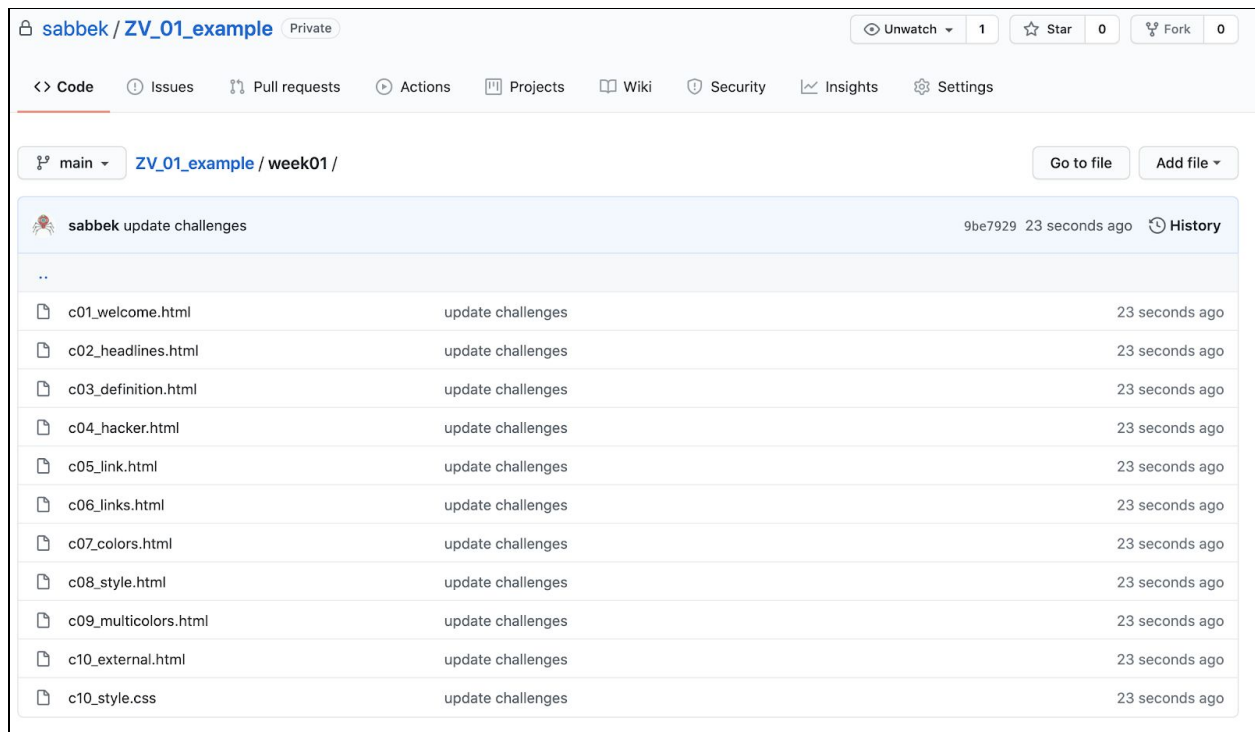 sabbek / ZV_01_example Private Unwatch 1 Star 0 Fork 0
<> Code Issues Pull requests Actions Projects Wiki Security Insights Settings
main ZV_01_example / week01 / Go to file Add file
sabbek update challenges 9be7929 23 seconds ago History
..
c01_welcome.html update challenges 23 seconds ago
c02_headlines.html update challenges 23 seconds ago
c03_definition.html update challenges 23 seconds ago
c04_hacker.html update challenges 23 seconds ago
c05_link.html update challenges 23 seconds ago
c06_links.html update challenges 23 seconds ago
c07_colors.html update challenges 23 seconds ago
c08_style.html update challenges 23 seconds ago
c09_multicolors.html update challenges 23 seconds ago
c10_external.html update challenges 23 seconds ago
c10_style.css update challenges 23 seconds ago